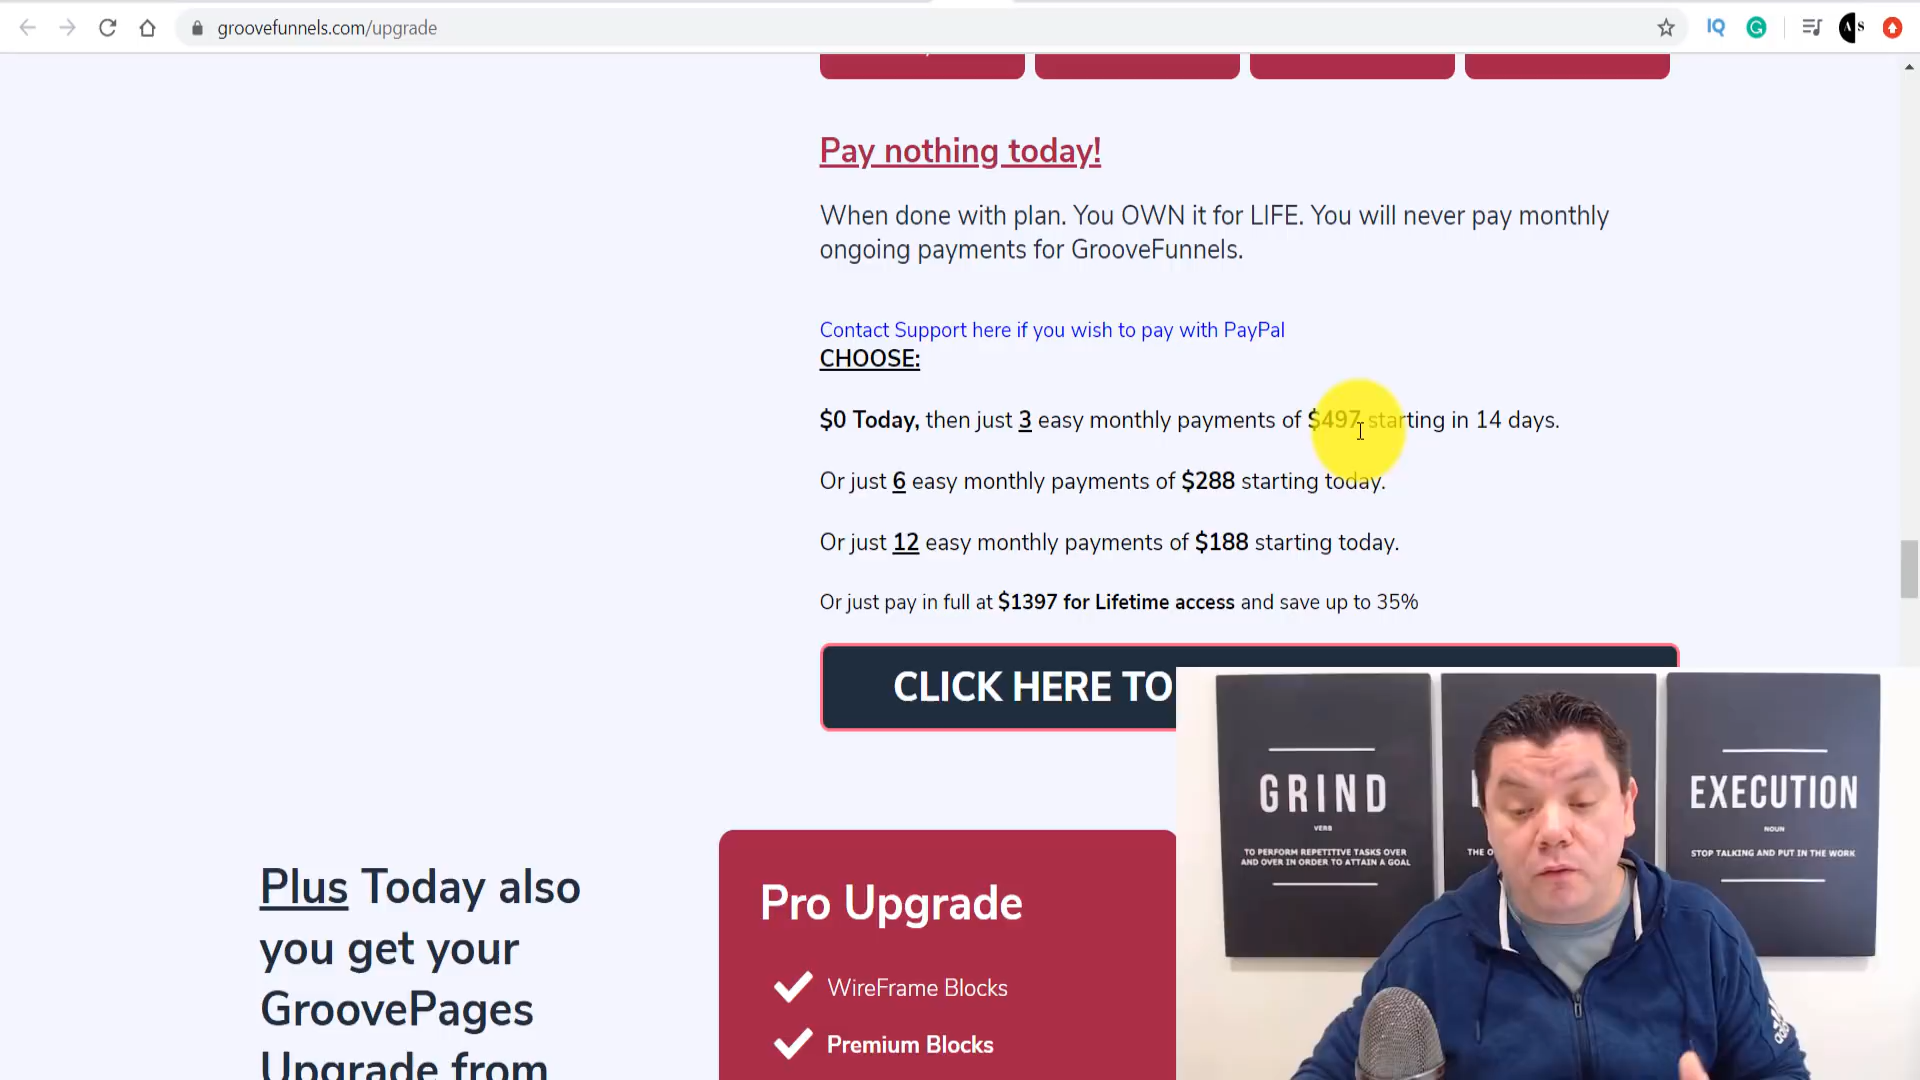 groovefunnels.com/upgrade
IQ
Pay nothing today!
When done with plan. You OWN it for LIFE. You will never pay monthly
ongoing payments for GrooveFunnels.
Contact Support here if you wish to pay with PayPal
CHOOSE:
$0 Today, then just 3 easy monthly payments of $497 starting in 14 days.
Or just 6 easy monthly payments of $288 starting today.
Or just 12 easy monthly payments of $188 starting today.
Or just pay in full at $1397 for Lifetime access and save up to 35%
CLICK HERE TO
Plus Today also
you get your
GroovePages
Upgrade from
Pro Upgrade
WireFrame Blocks
Premium Blocks
GRIND
VERB
TO PERFORM REPETITIVE TASKS OVER
AND OVER IN ORDER TO ATTAIN A GOAL
THE
EXECUTION
NOUN
STOP TALKING AND PUT IN THE WORK
adidas